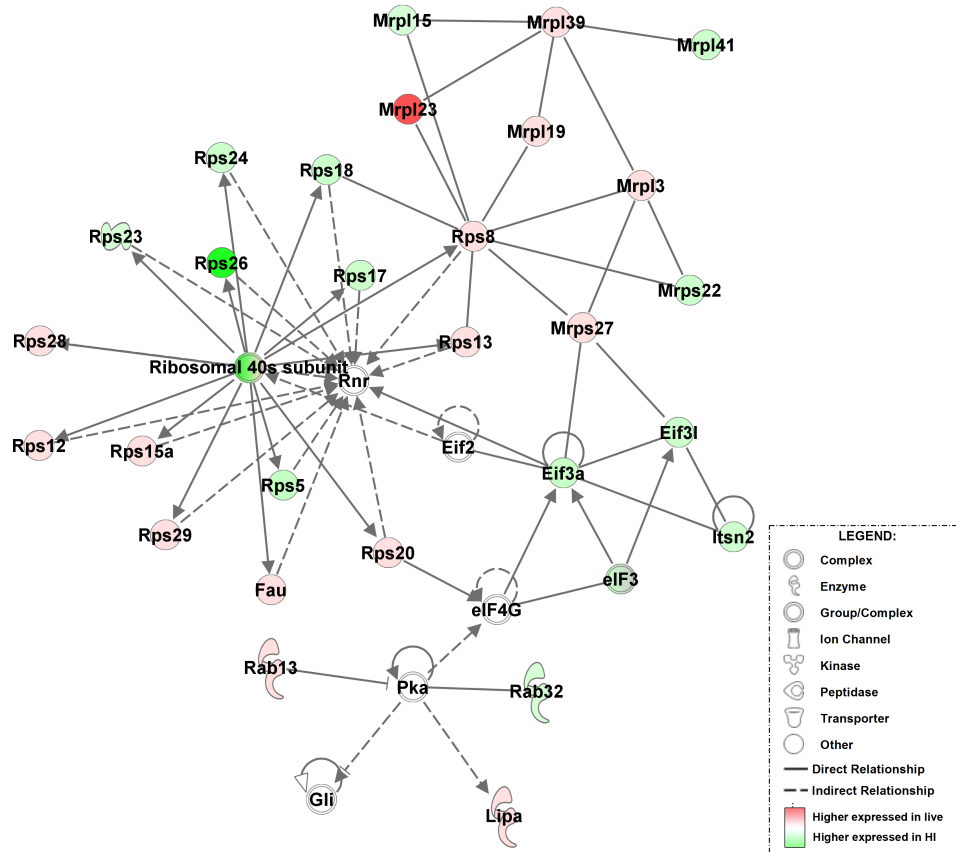 Mrpl15
Mrpl39
Mrpl41
Mrpl23
Mrpl19
Rps24
Rps18
Mrpl3
Rps23
Rps8
Rps26
Rps17
Mrps22
Rps28
Rps13
Mrps27
Ribosomal 40s subunit
Rnr
Rps12
Rps15a
Eif2
Eif3l
Eif3a
Rps5
Rps29
Rps20
Itsn2
Fau
eIF3
eIF4G
Rab13
Pka
Rab32
Gli
Lipa
LEGEND:
Complex
Enzyme
Group/Complex
Ion Channel
Kinase
Peptidase
Transporter
Other
Direct Relationship
Indirect Relationship
Higher expressed in live
Higher expressed in HI